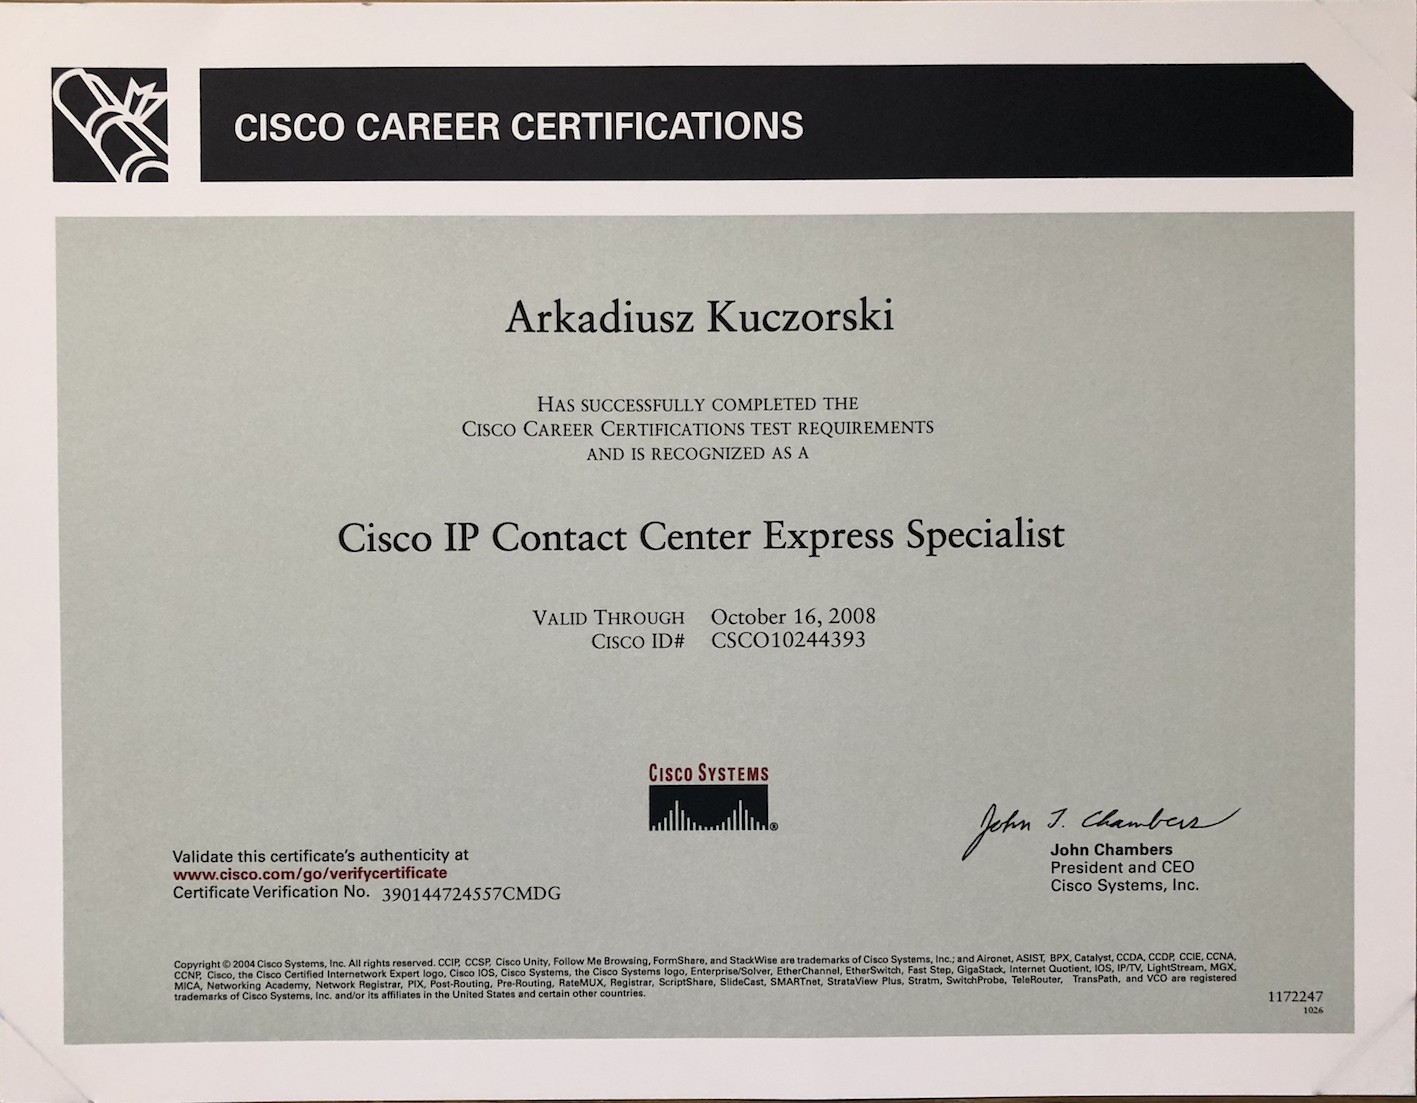 CISCO CAREER CERTIFICATIONS
Arkadiusz Kuczorski
HAS SUCCESSFULLY COMPLETED THE
CISCO CAREER CERTIFICATIONS TEST REQUIREMENTS
AND IS RECOGNIZED AS A
Cisco IP Contact Center Express Specialist
VALID THROUGH October 16, 2008
CISCO ID# CSCO10244393
CISCO SYSTEMS
®
John T. Chambers
John Chambers
President and CEO
Cisco Systems, Inc.
Validate this certificate's authenticity at
www.cisco.com/go/verifycertificate
Certificate Verification No. 390144724557CMDG
Copyright © 2004 Cisco Systems, Inc. All rights reserved. CCIP, CCSP, Cisco Unity, Follow Me Browsing, FormShare, and StackWise are trademarks of Cisco Systems, Inc.; and Aironet, ASIST, BPX, Catalyst, CCDA, CCDP, CCIE, CCNA,
CCNP, Cisco, the Cisco Certified Internetwork Expert logo, Cisco IOS, Cisco Systems, the Cisco Systems logo, Enterprise/Solver, EtherChannel, EtherSwitch, Fast Step, GigaStack, Internet Quotient, IOS, IP/TV, LightStream, MGX,
MICA, Networking Academy, Network Registrar, PIX, Post-Routing, Pre-Routing, RateMUX, Registrar, ScriptShare, SlideCast, SMARTnet, StrataView Plus, Stratm, SwitchProbe, TeleRouter, TransPath, and VCO are registered
trademarks of Cisco Systems, Inc. and/or its affiliates in the United States and certain other countries.
1172247
1026